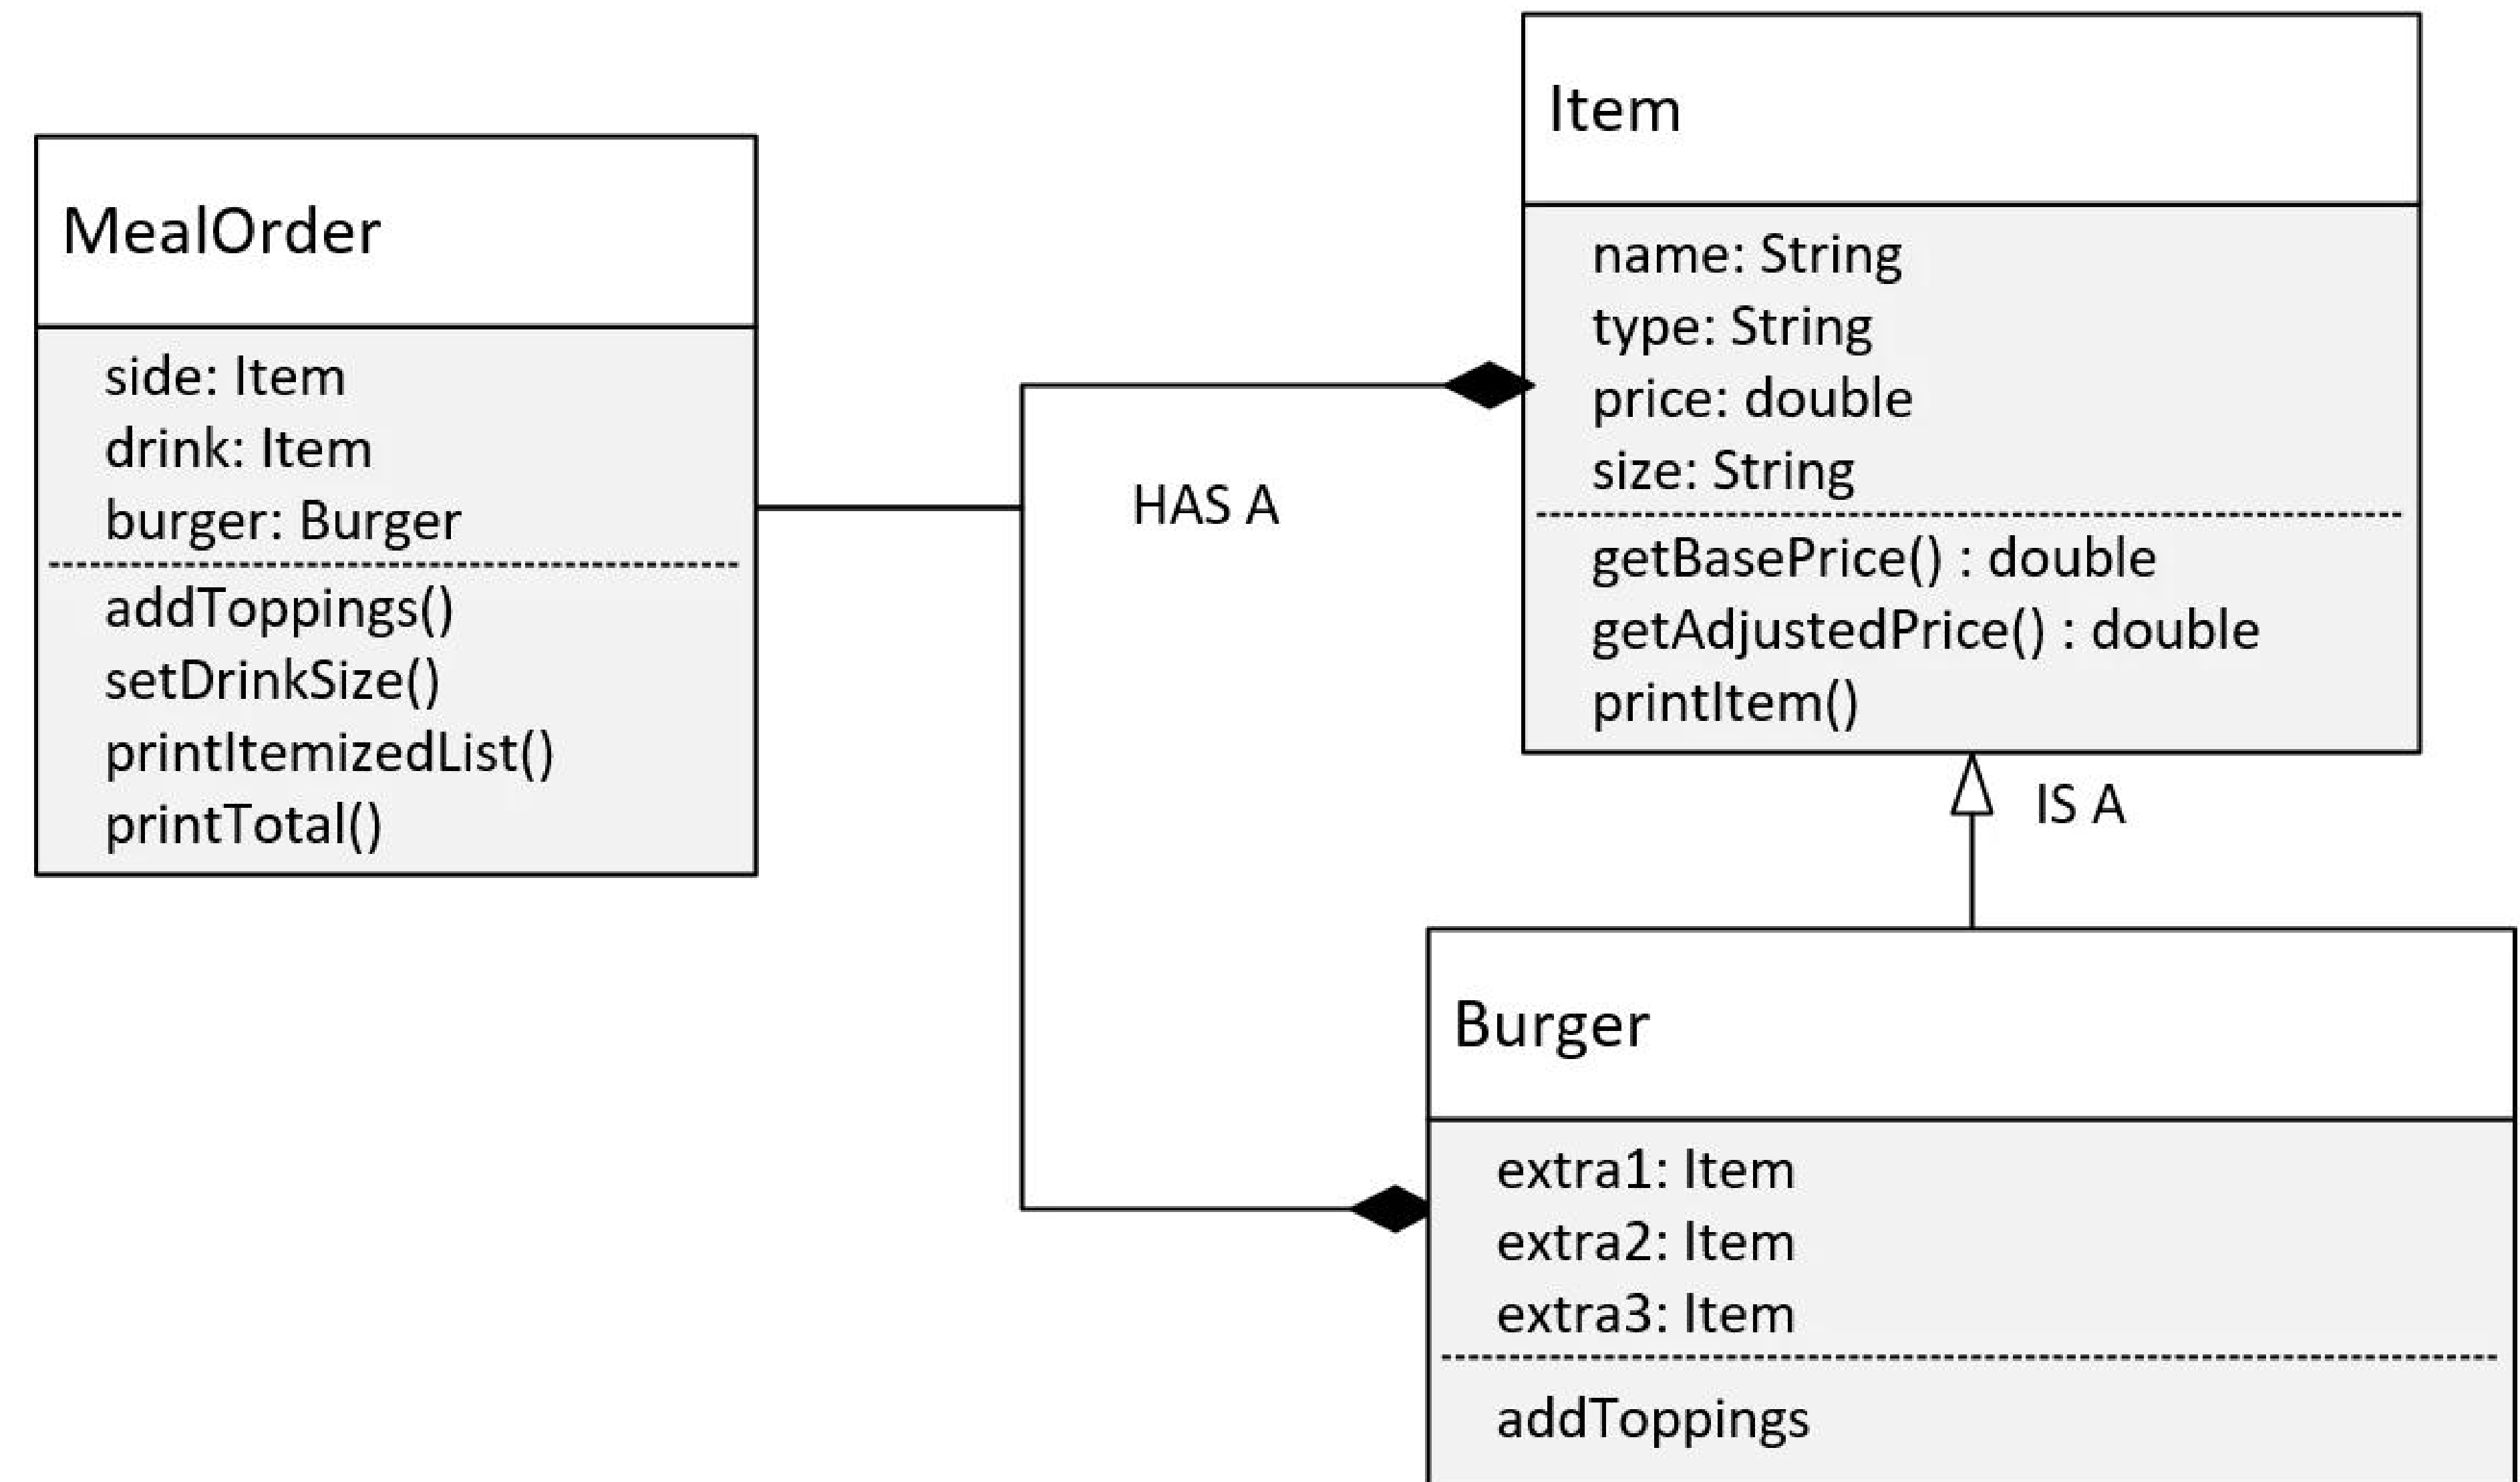 MealOrder
side: Item
drink: Item
burger: Burger
addToppings()
setDrinkSize()
printItemizedList()
printTotal()
HAS A
Item
name: String
type: String
price: double
size: String
getBasePrice() : double
getAdjustedPrice() : double
printItem()
IS A
Burger
extra1: Item
extra2: Item
extra3: Item
addToppings